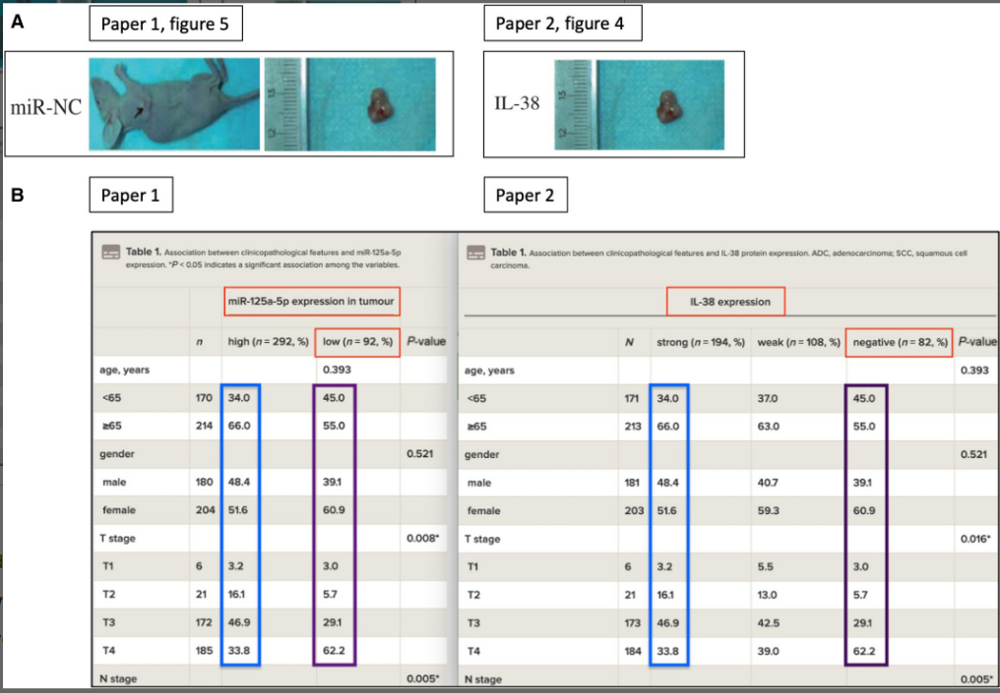 A
Paper 1, figure 5
Paper 2, figure 4
miR-NC
IL-38
13
12
13
12
B
Paper 1
Paper 2
Table 1. Association between clinicopathological features and miR-125a-5p
expression. *P < 0.05 indicates a significant association among the variables.
miR-125a-5p expression in tumour
n high (n = 292, %) low (n = 92, %) P-value
age, years 0.393
<65 170 34.0 45.0
≥65 214 66.0 55.0
gender 0.521
male 180 48.4 39.1
female 204 51.6 60.9
T stage 0.008*
T1 6 3.2 3.0
T2 21 16.1 5.7
T3 172 46.9 29.1
T4 185 33.8 62.2
N stage 0.005*
Table 1. Association between clinicopathological features and IL-38 protein expression. ADC, adenocarcinoma; SCC, squamous cell
carcinoma.
IL-38 expression
N strong (n = 194, %) weak (n = 108, %) negative (n = 82, %) P-value
age, years 0.393
<65 171 34.0 37.0 45.0
≥65 213 66.0 63.0 55.0
gender 0.521
male 181 48.4 40.7 39.1
female 203 51.6 59.3 60.9
T stage 0.016*
T1 6 3.2 5.5 3.0
T2 21 16.1 13.0 5.7
T3 173 46.9 42.5 29.1
T4 184 33.8 39.0 62.2
N stage 0.005*